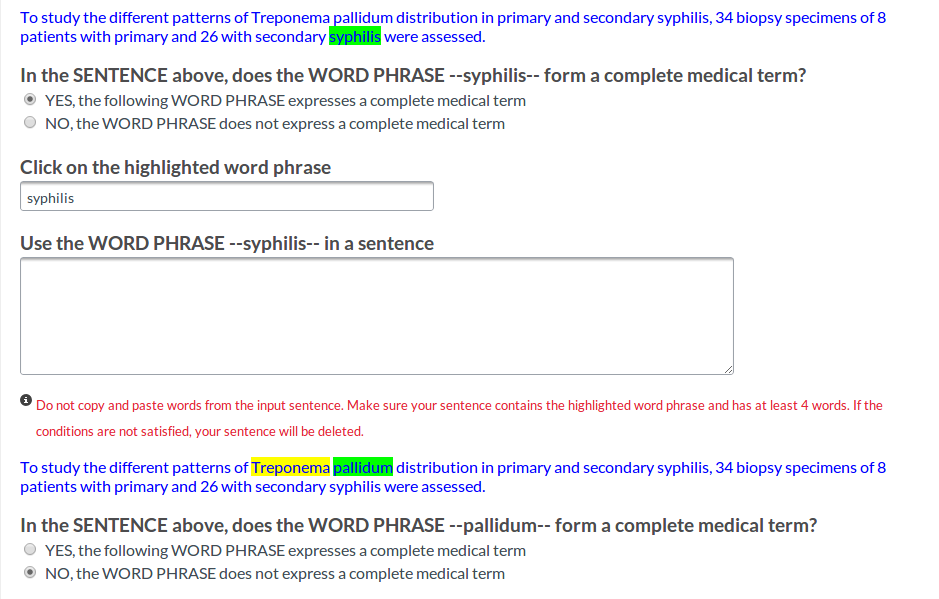 To study the different patterns of Treponema pallidum distribution in primary and secondary syphilis, 34 biopsy specimens of 8
patients with primary and 26 with secondary syphilis were assessed.
In the SENTENCE above, does the WORD PHRASE --syphilis-- form a complete medical term?
YES, the following WORD PHRASE expresses a complete medical term
NO, the WORD PHRASE does not express a complete medical term
Click on the highlighted word phrase
syphilis
Use the WORD PHRASE --syphilis-- in a sentence
Do not copy and paste words from the input sentence. Make sure your sentence contains the highlighted word phrase and has at least 4 words. If the
conditions are not satisfied, your sentence will be deleted.
To study the different patterns of Treponema pallidum distribution in primary and secondary syphilis, 34 biopsy specimens of 8
patients with primary and 26 with secondary syphilis were assessed.
In the SENTENCE above, does the WORD PHRASE --pallidum-- form a complete medical term?
YES, the following WORD PHRASE expresses a complete medical term
NO, the WORD PHRASE does not express a complete medical term